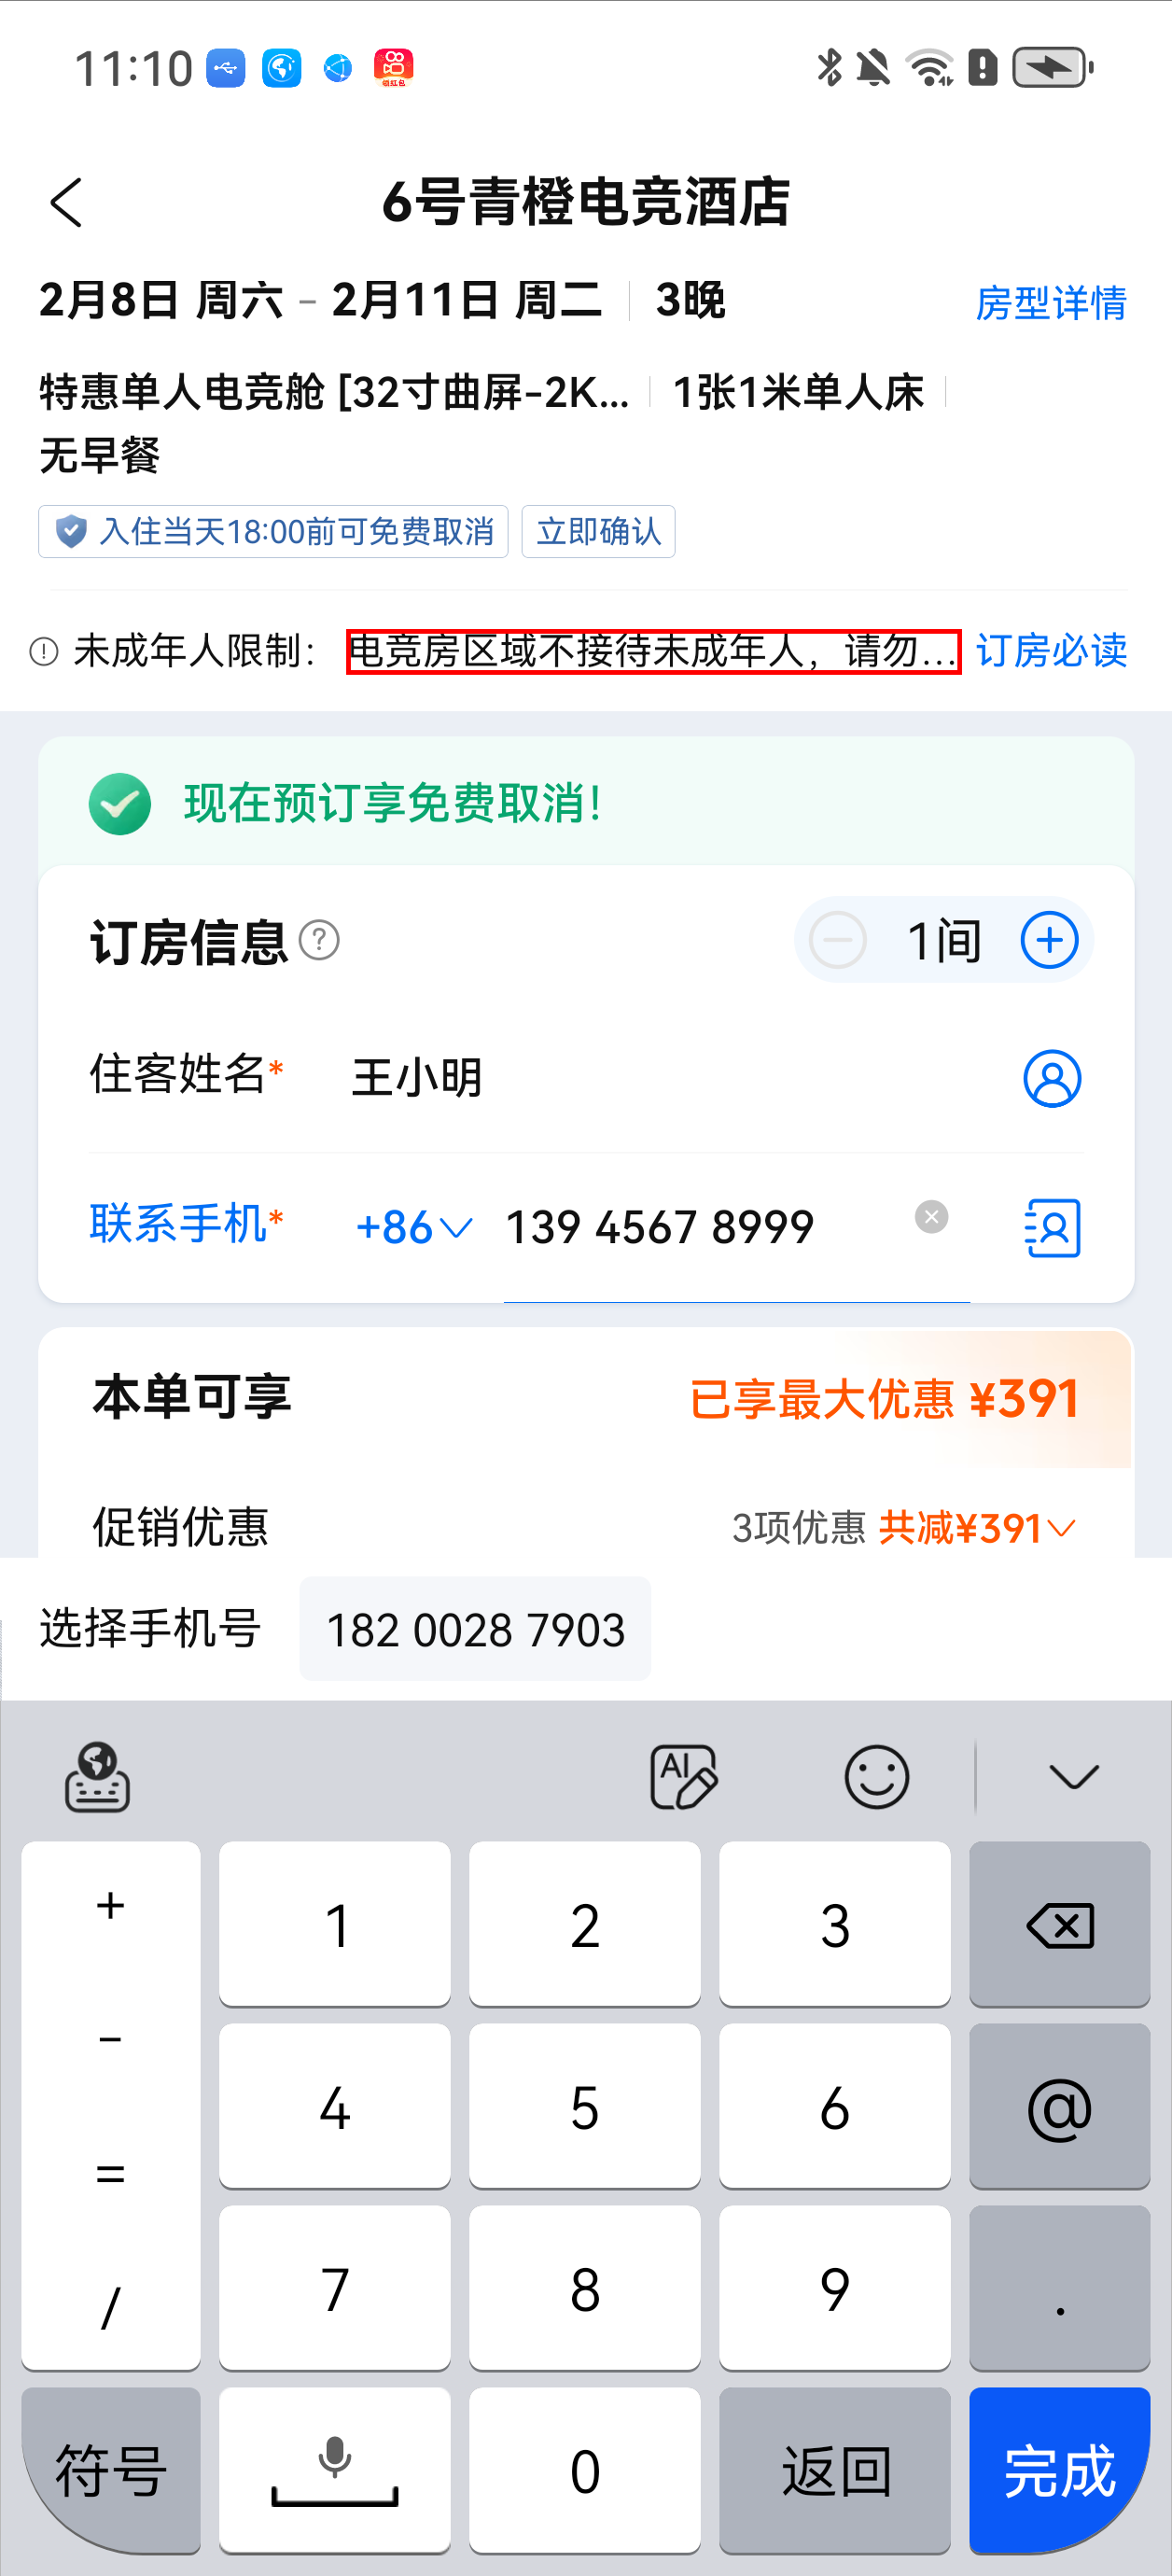 11:10
领红包
6号青橙电竞酒店
2月8日 周六 - 2月11日 周二 3晚 房型详情
特惠单人电竞舱 [32寸曲屏-2K... 1张1米单人床
无早餐
入住当天18:00前可免费取消 立即确认
未成年人限制： 电竞房区域不接待未成年人，请勿... 订房必读
现在预订享免费取消！
订房信息 ? 1间
住客姓名* 王小明
联系手机* +86 139 4567 8999
本单可享 已享最大优惠 ¥391
促销优惠 3项优惠 共减¥391
选择手机号 182 0028 7903
AI
+ 1 2 3
- 4 5 6 @
= 7 8 9 .
/
符号 0 返回 完成